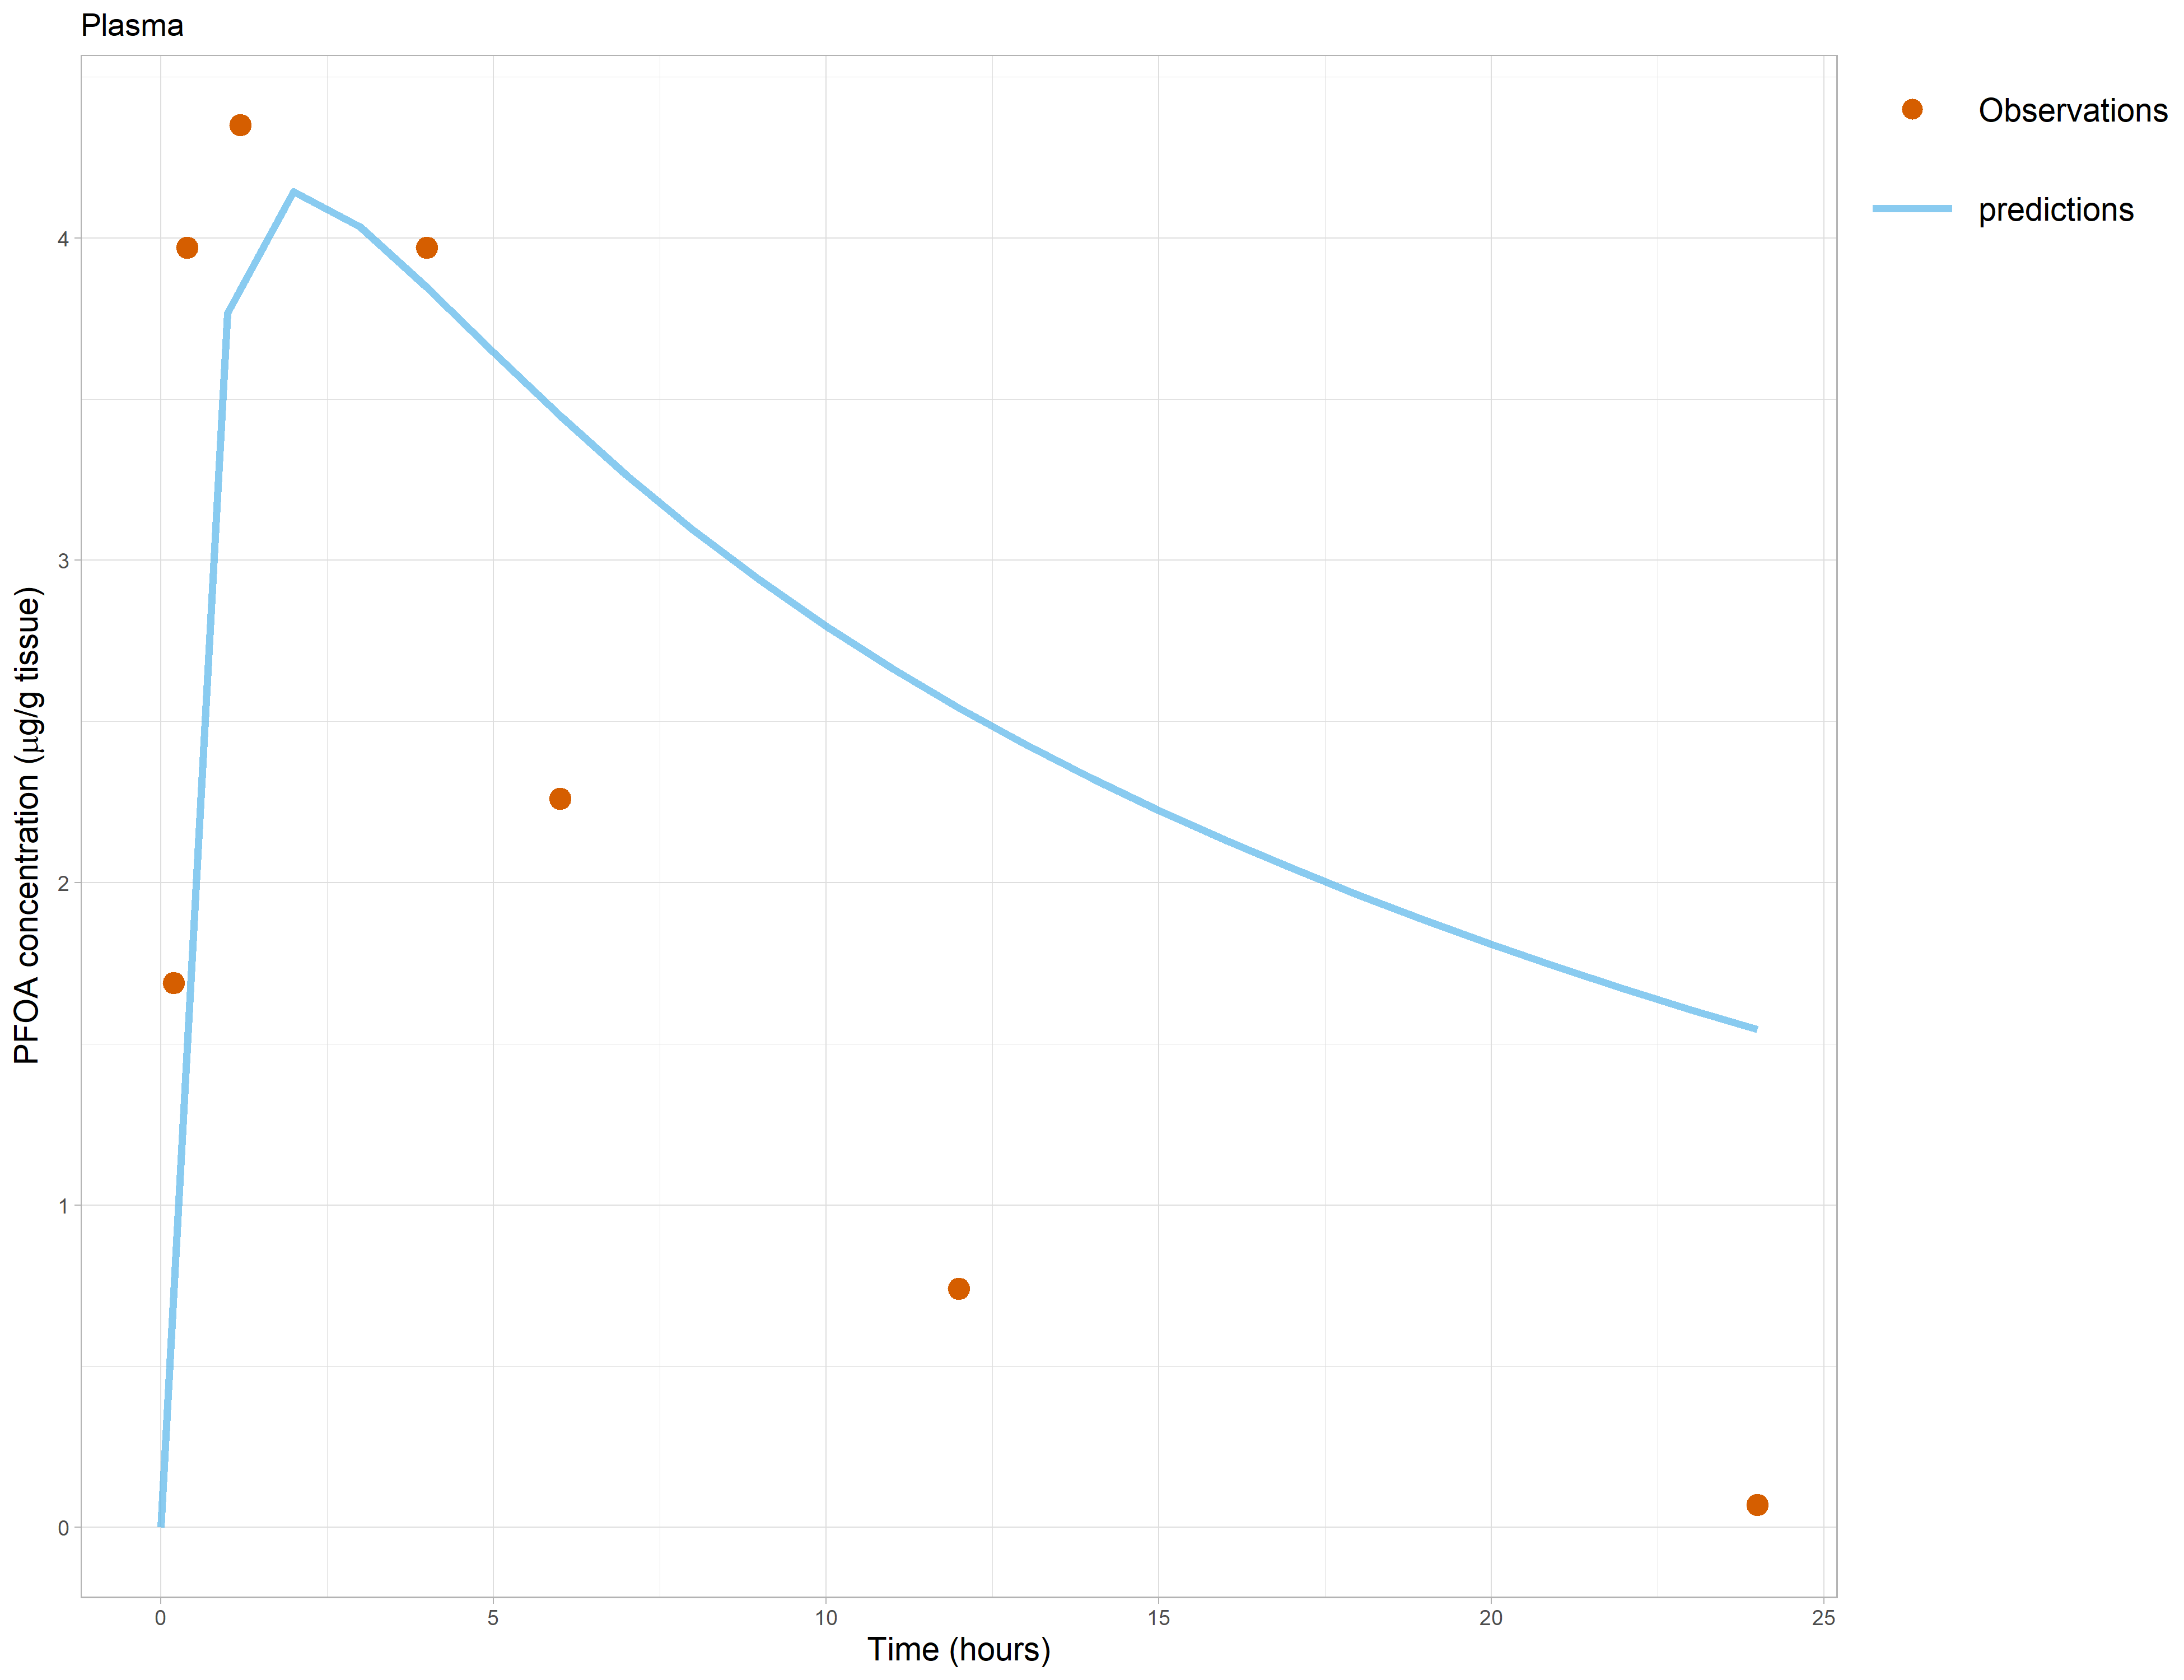 Plasma
Observations
predictions
PFOA concentration (μg/g tissue)
4
3
2
1
0
0 5 10 15 20 25
Time (hours)